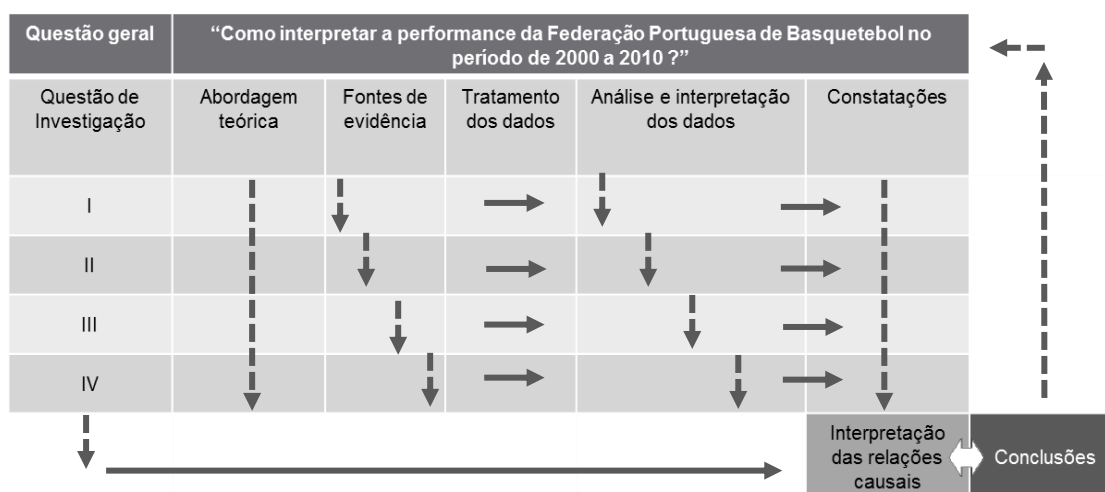 Questão geral
“Como interpretar a performance da Federação Portuguesa de Basquetebol no
período de 2000 a 2010 ?”
Questão de
Investigação
Abordagem
teórica
Fontes de
evidência
Tratamento
dos dados
Análise e interpretação
dos dados
Constatações
I
II
III
IV
Interpretação
das relações
causais
Conclusões